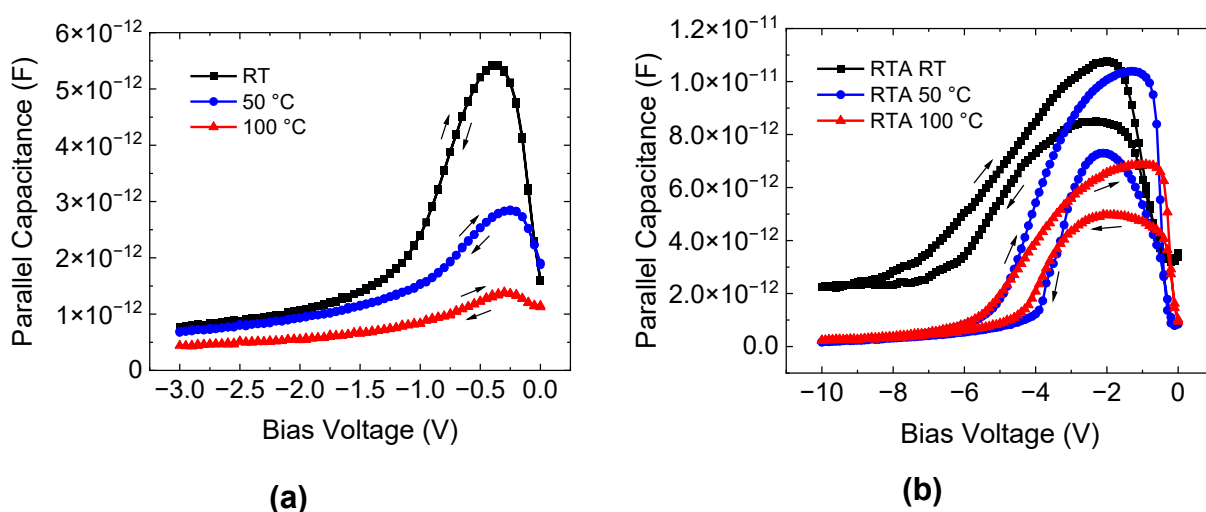 6×10⁻¹²
5×10⁻¹²
4×10⁻¹²
3×10⁻¹²
2×10⁻¹²
1×10⁻¹²
0
Parallel Capacitance (F)
RT
50 °C
100 °C
−3.0 −2.5 −2.0 −1.5 −1.0 −0.5 0.0
Bias Voltage (V)
(a)
1.2×10⁻¹¹
1.0×10⁻¹¹
8.0×10⁻¹²
6.0×10⁻¹²
4.0×10⁻¹²
2.0×10⁻¹²
0.0
Parallel Capacitance (F)
RTA RT
RTA 50 °C
RTA 100 °C
−10 −8 −6 −4 −2 0
Bias Voltage (V)
(b)